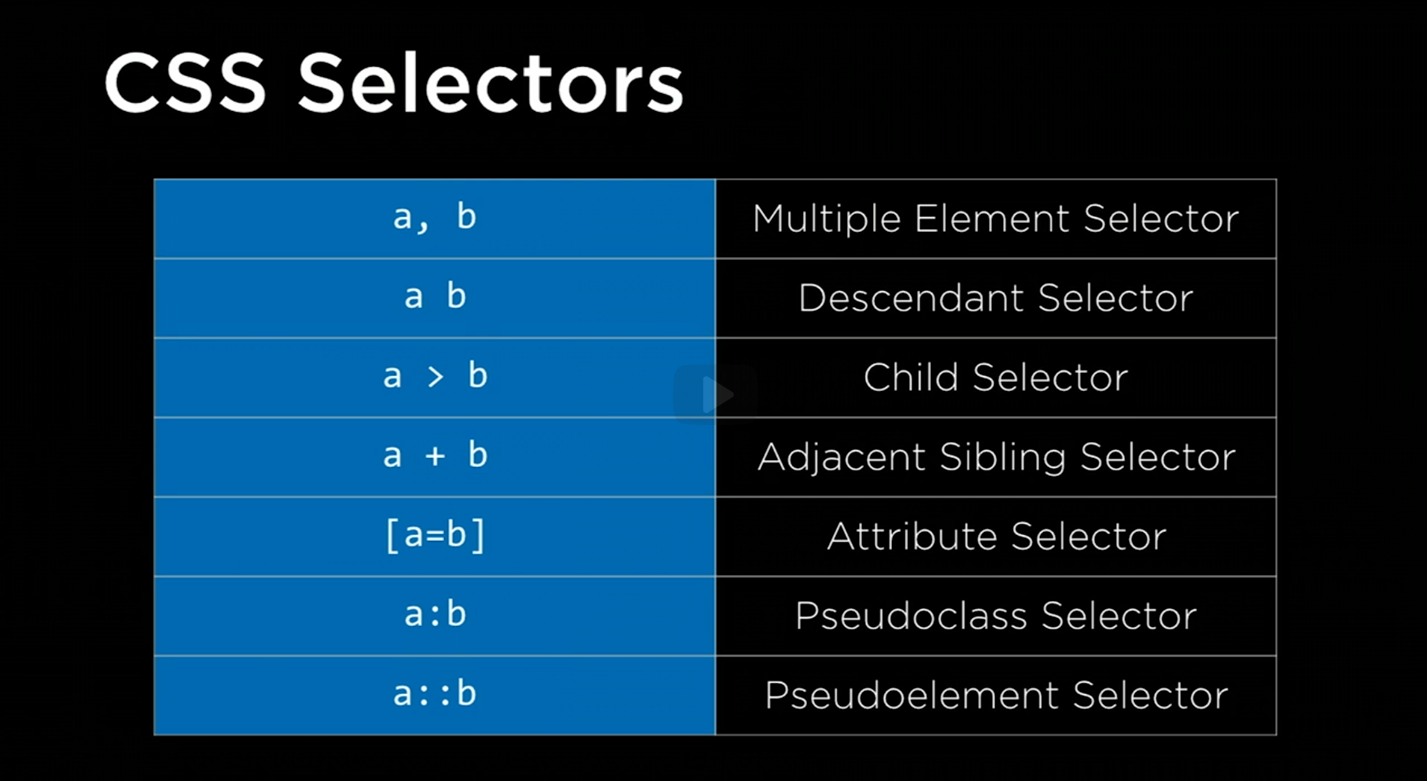 CSS Selectors
a, b Multiple Element Selector
a b Descendant Selector
a > b Child Selector
a + b Adjacent Sibling Selector
[a=b] Attribute Selector
a:b Pseudoclass Selector
a::b Pseudoelement Selector